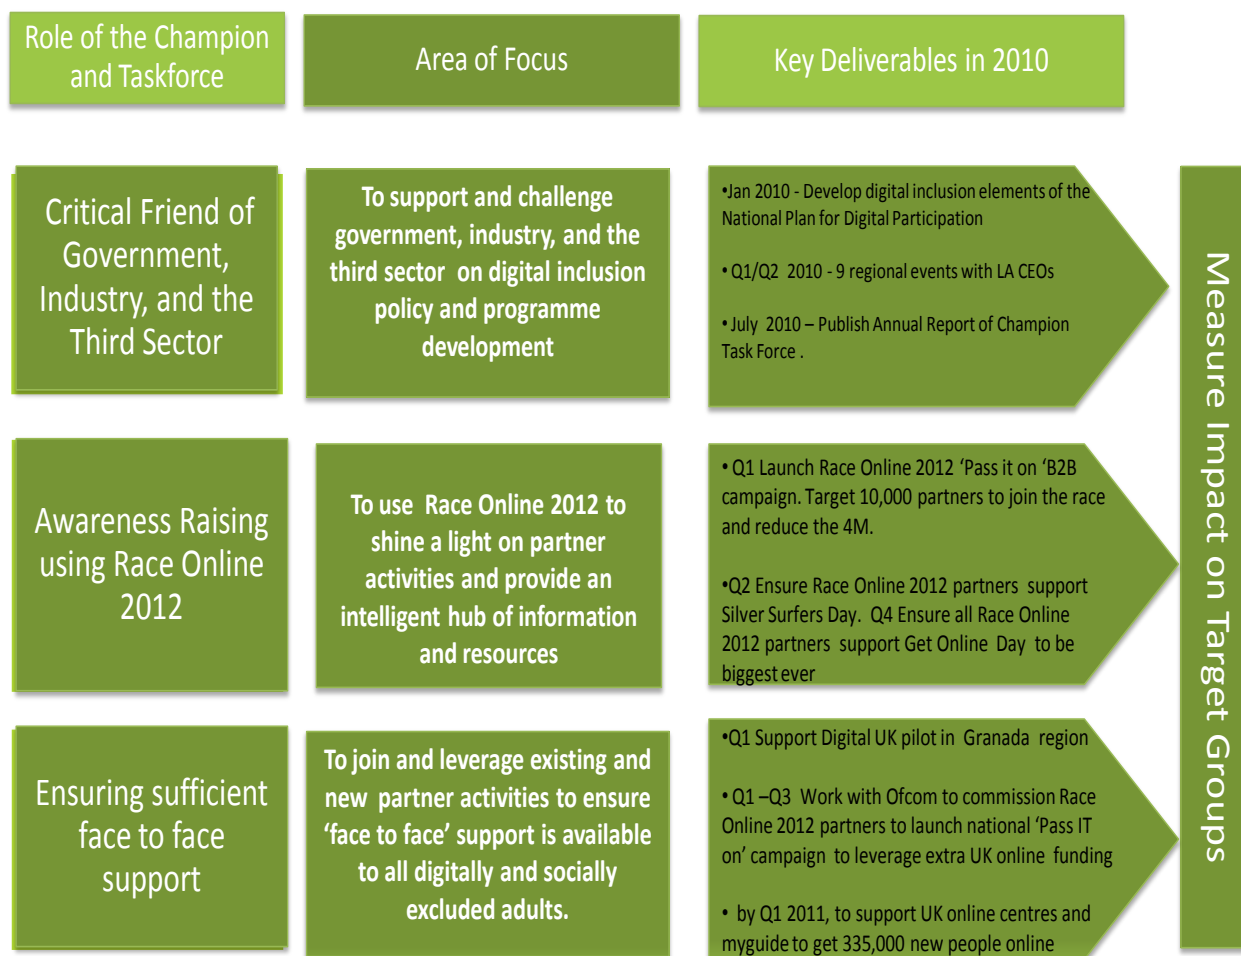 Role of the Champion
and Taskforce
Area of Focus
Key Deliverables in 2010
Critical Friend of
Government,
Industry, and the
Third Sector
To support and challenge
government, industry, and the
third sector on digital inclusion
policy and programme
development
•Jan 2010 - Develop digital inclusion elements of the
National Plan for Digital Participation
• Q1/Q2 2010 - 9 regional events with LA CEOs
• July 2010 – Publish Annual Report of Champion
Task Force .
Awareness Raising
using Race Online
2012
To use Race Online 2012 to
shine a light on partner
activities and provide an
intelligent hub of information
and resources
• Q1 Launch Race Online 2012 ‘Pass it on ‘B2B
campaign. Target 10,000 partners to join the race
and reduce the 4M.
•Q2 Ensure Race Online 2012 partners support
Silver Surfers Day. Q4 Ensure all Race Online
2012 partners support Get Online Day to be
biggest ever
Ensuring sufficient
face to face
support
To join and leverage existing and
new partner activities to ensure
‘face to face’ support is available
to all digitally and socially
excluded adults.
•Q1 Support Digital UK pilot in Granada region
• Q1 –Q3 Work with Ofcom to commission Race
Online 2012 partners to launch national ‘Pass IT
on’ campaign to leverage extra UK online funding
• by Q1 2011, to support UK online centres and
myguide to get 335,000 new people online
Measure Impact on Target Groups